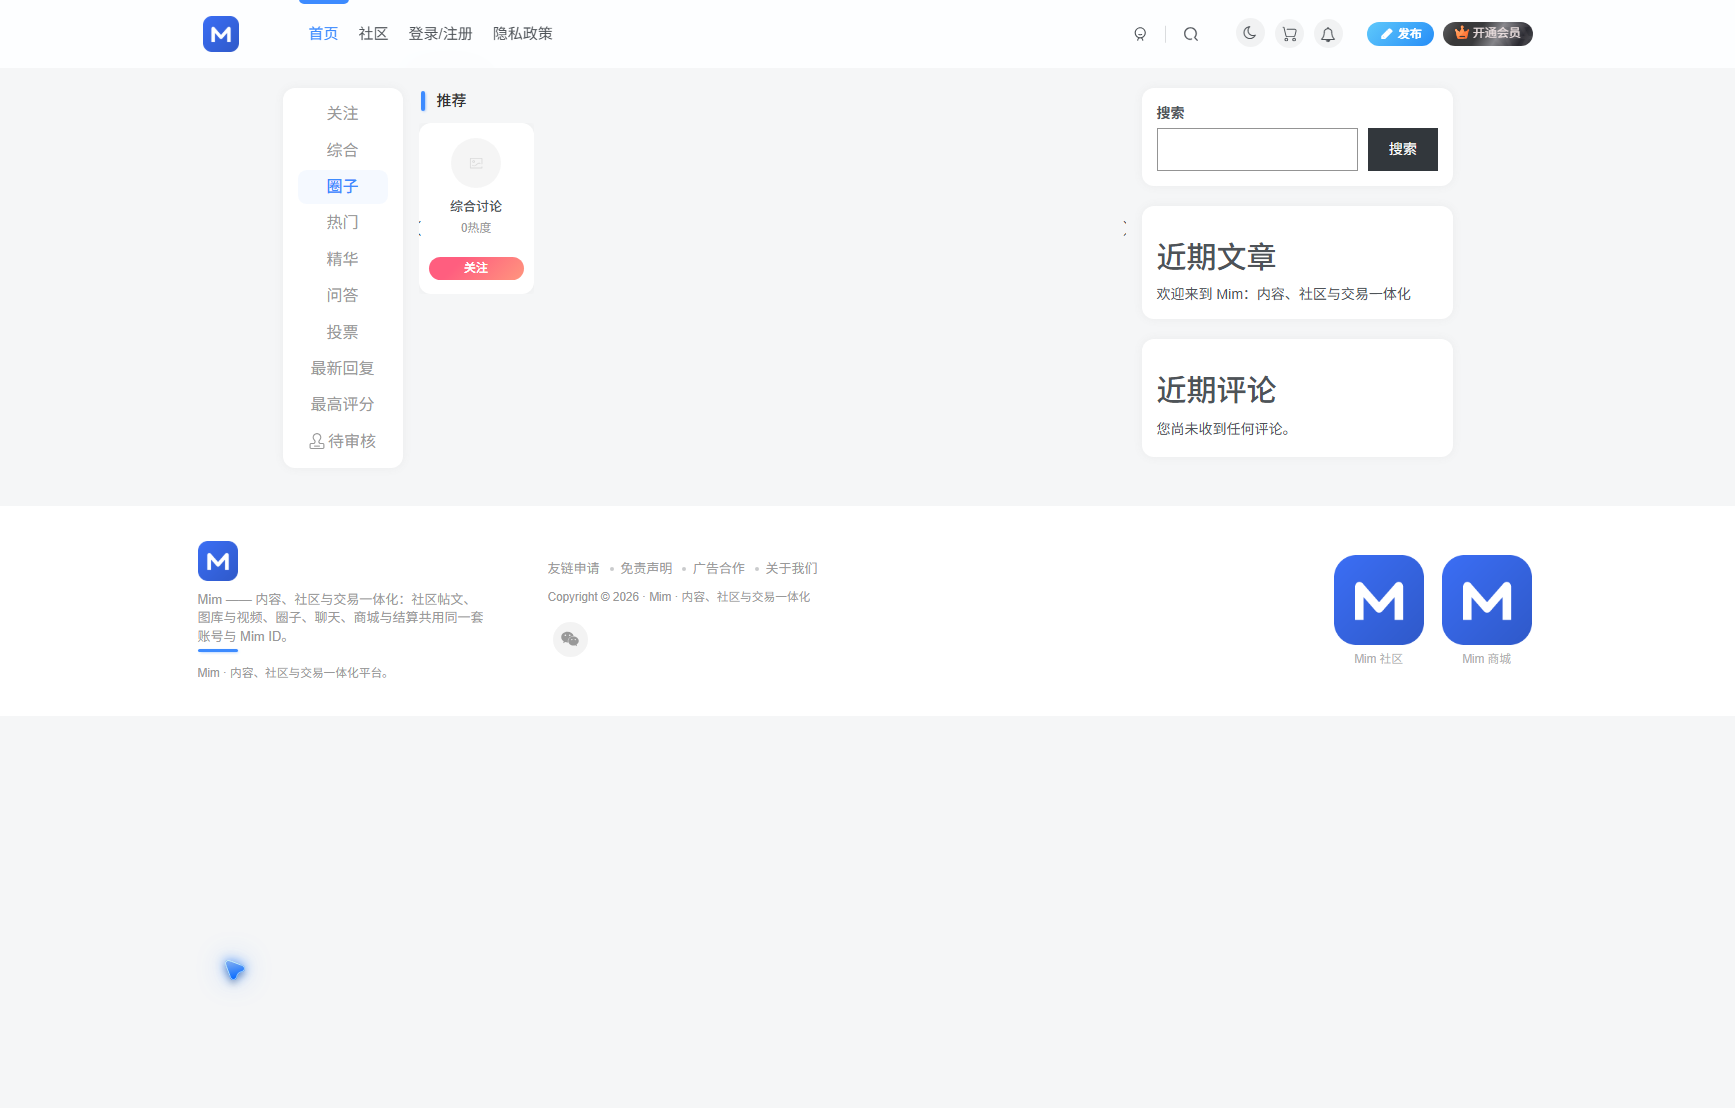 首页 社区 登录/注册 隐私政策 发布 开通会员
关注
综合
圈子
热门
精华
问答
投票
最新回复
最高评分
待审核
推荐
综合讨论
0热度
关注
搜索
搜索
近期文章
欢迎来到 Mim：内容、社区与交易一体化
近期评论
您尚未收到任何评论。
Mim —— 内容、社区与交易一体化：社区帖文、
图库与视频、圈子、聊天、商城与结算共用同一套
账号与 Mim ID。
Mim · 内容、社区与交易一体化平台。
友链申请 免责声明 广告合作 关于我们
Copyright © 2026 · Mim · 内容、社区与交易一体化
Mim 社区
Mim 商城